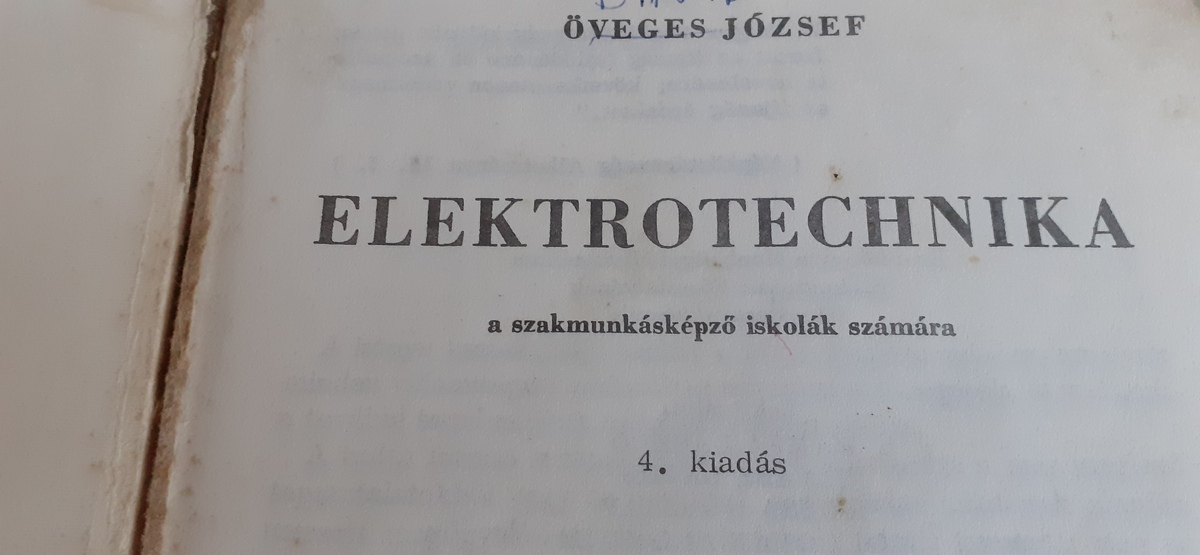 ÖVEGES JÓZSEF
ELEKTROTECHNIKA
a szakmunkásképző iskolák számára
4. kiadás